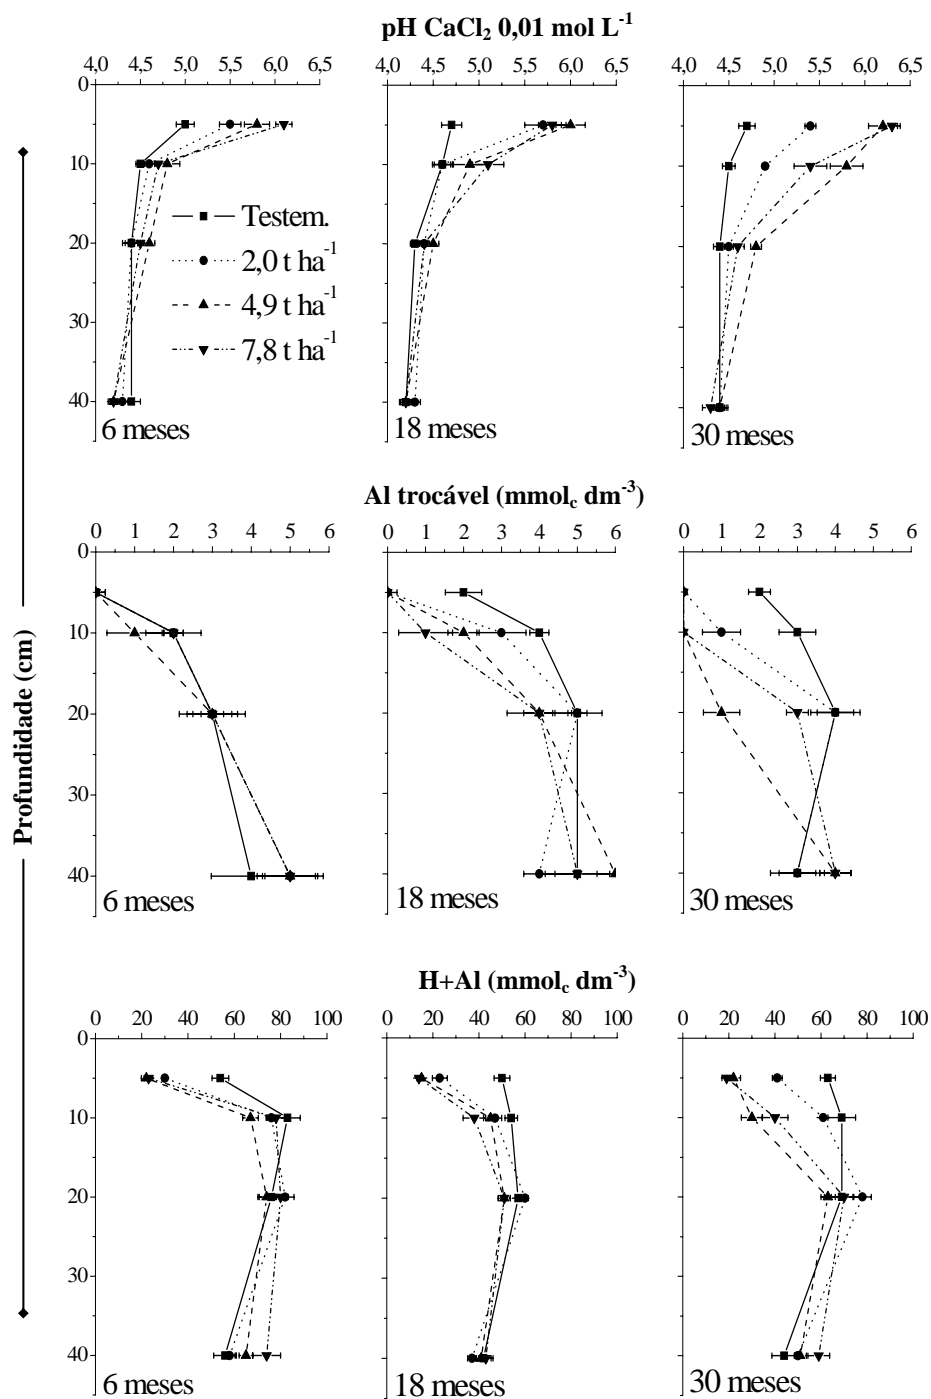 pH CaCl₂ 0,01 mol L⁻¹
4,0 4,5 5,0 5,5 6,0 6,5
4,0 4,5 5,0 5,5 6,0 6,5
4,0 4,5 5,0 5,5 6,0 6,5
0
10
20
30
40
Testem.
2,0 t ha⁻¹
4,9 t ha⁻¹
7,8 t ha⁻¹
6 meses
18 meses
30 meses
Al trocável (mmol_c dm⁻³)
0 1 2 3 4 5 6
0 1 2 3 4 5 6
0 1 2 3 4 5 6
0
10
20
30
40
6 meses
18 meses
30 meses
Profundidade (cm)
H+Al (mmol_c dm⁻³)
0 20 40 60 80 100
0 20 40 60 80 100
0 20 40 60 80 100
0
10
20
30
40
6 meses
18 meses
30 meses